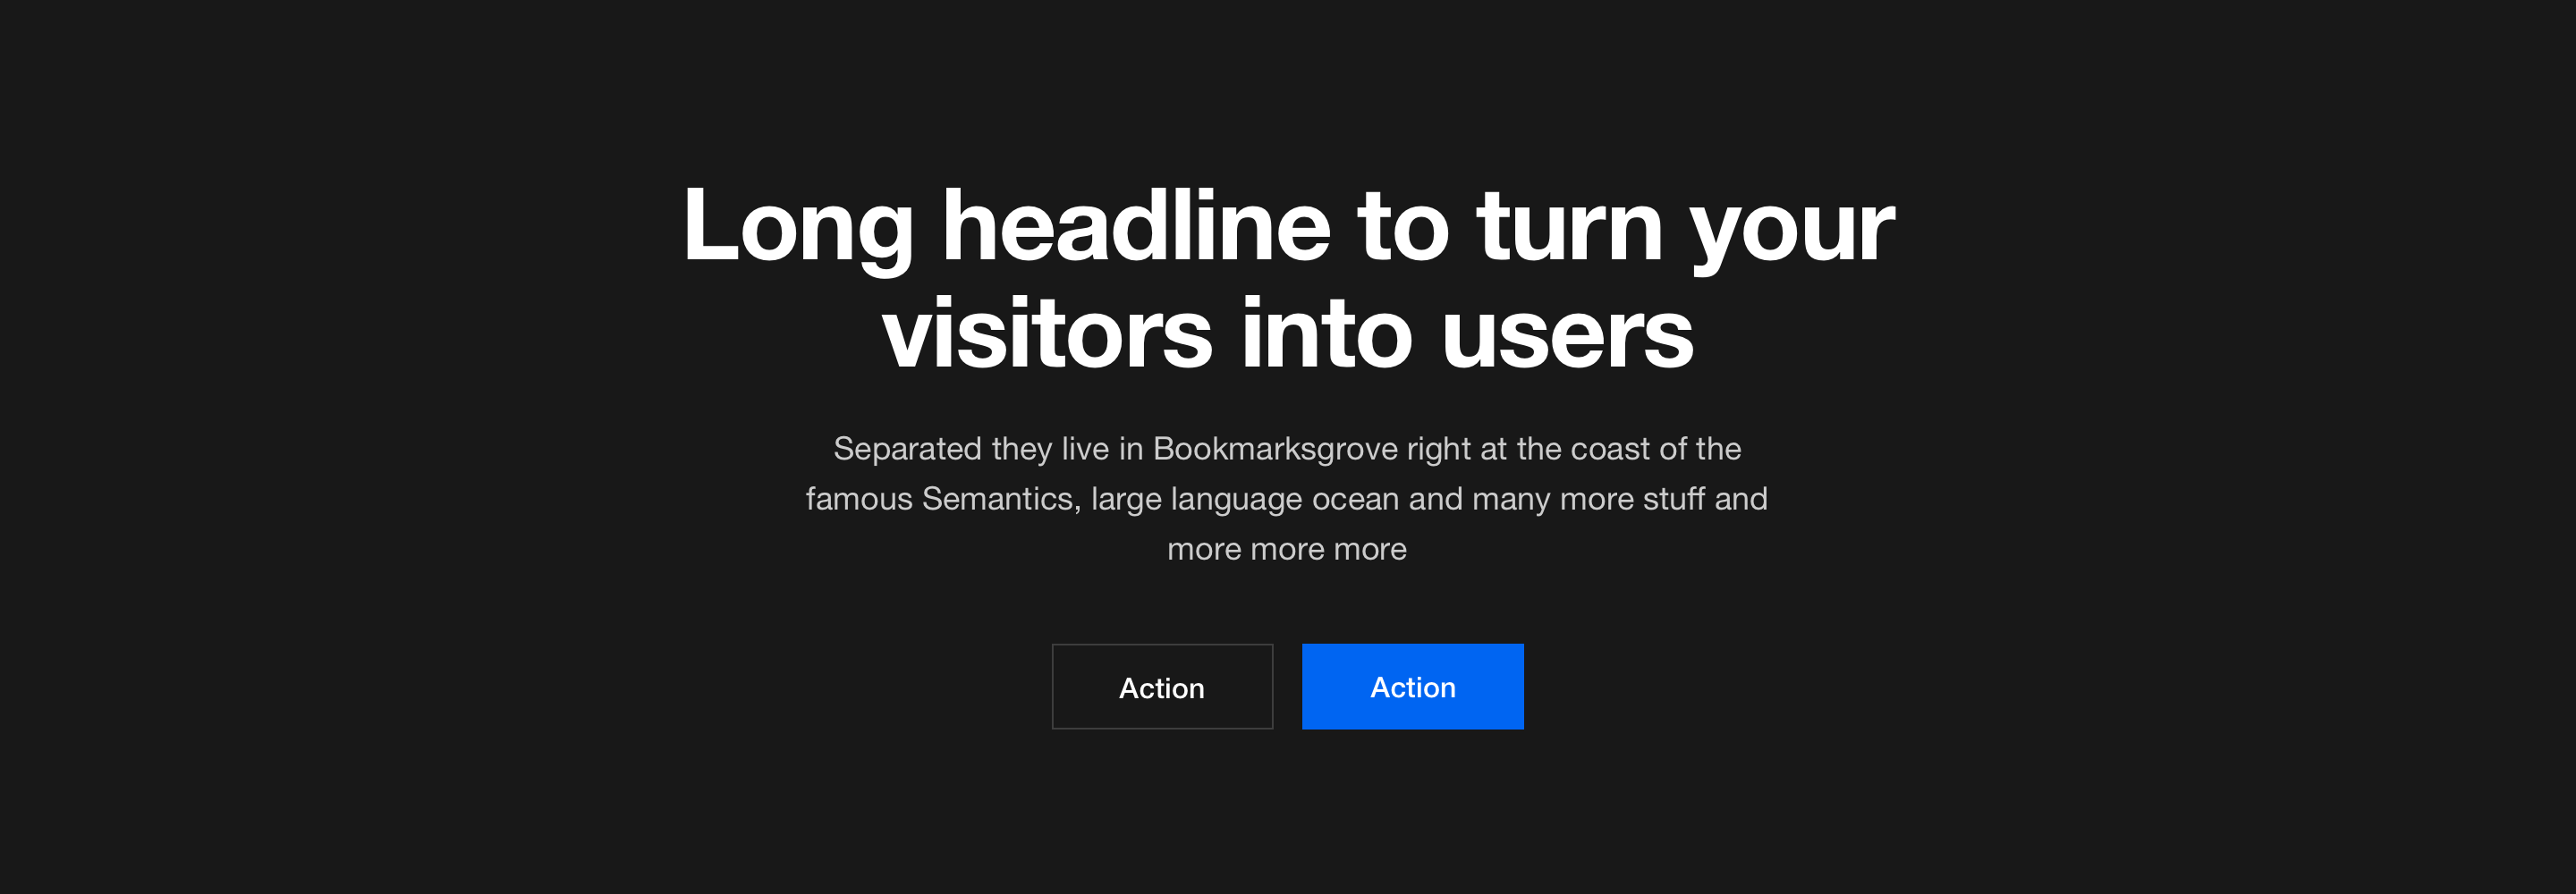 Long headline to turn your
visitors into users
Separated they live in Bookmarksgrove right at the coast of the
famous Semantics, large language ocean and many more stuff and
more more more
Action
Action